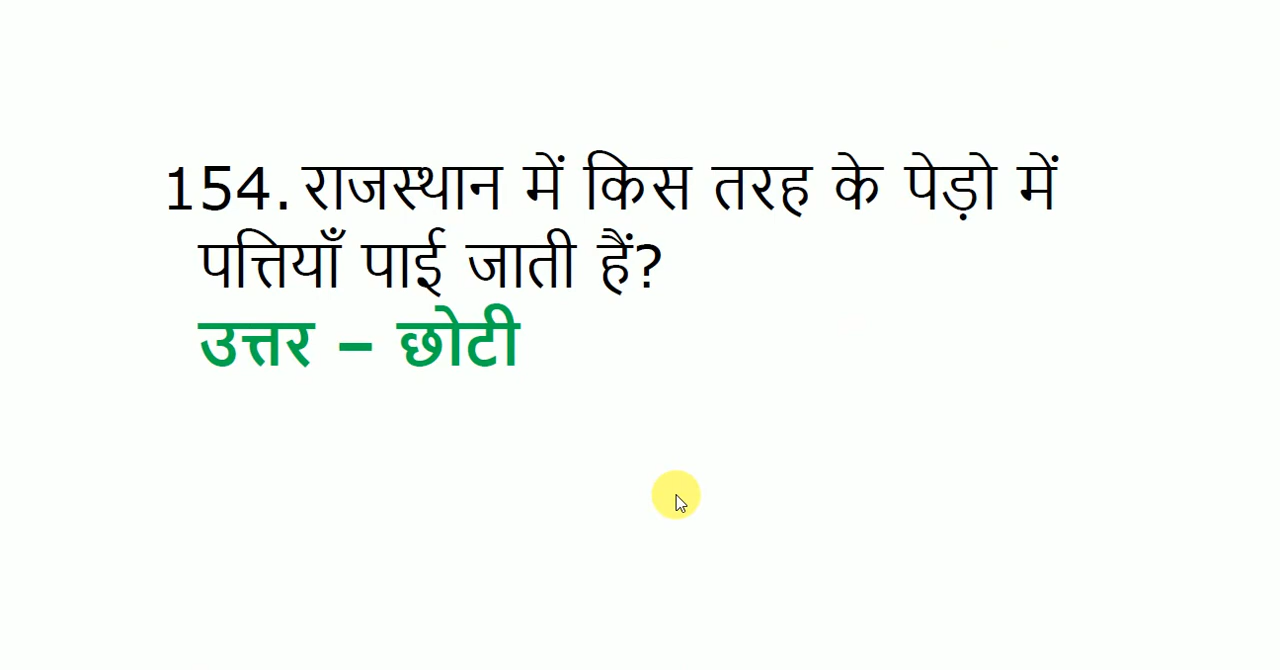 154. राजस्थान में किस तरह के पेड़ो में
पत्तियाँ पाई जाती हैं?
उत्तर – छोटी